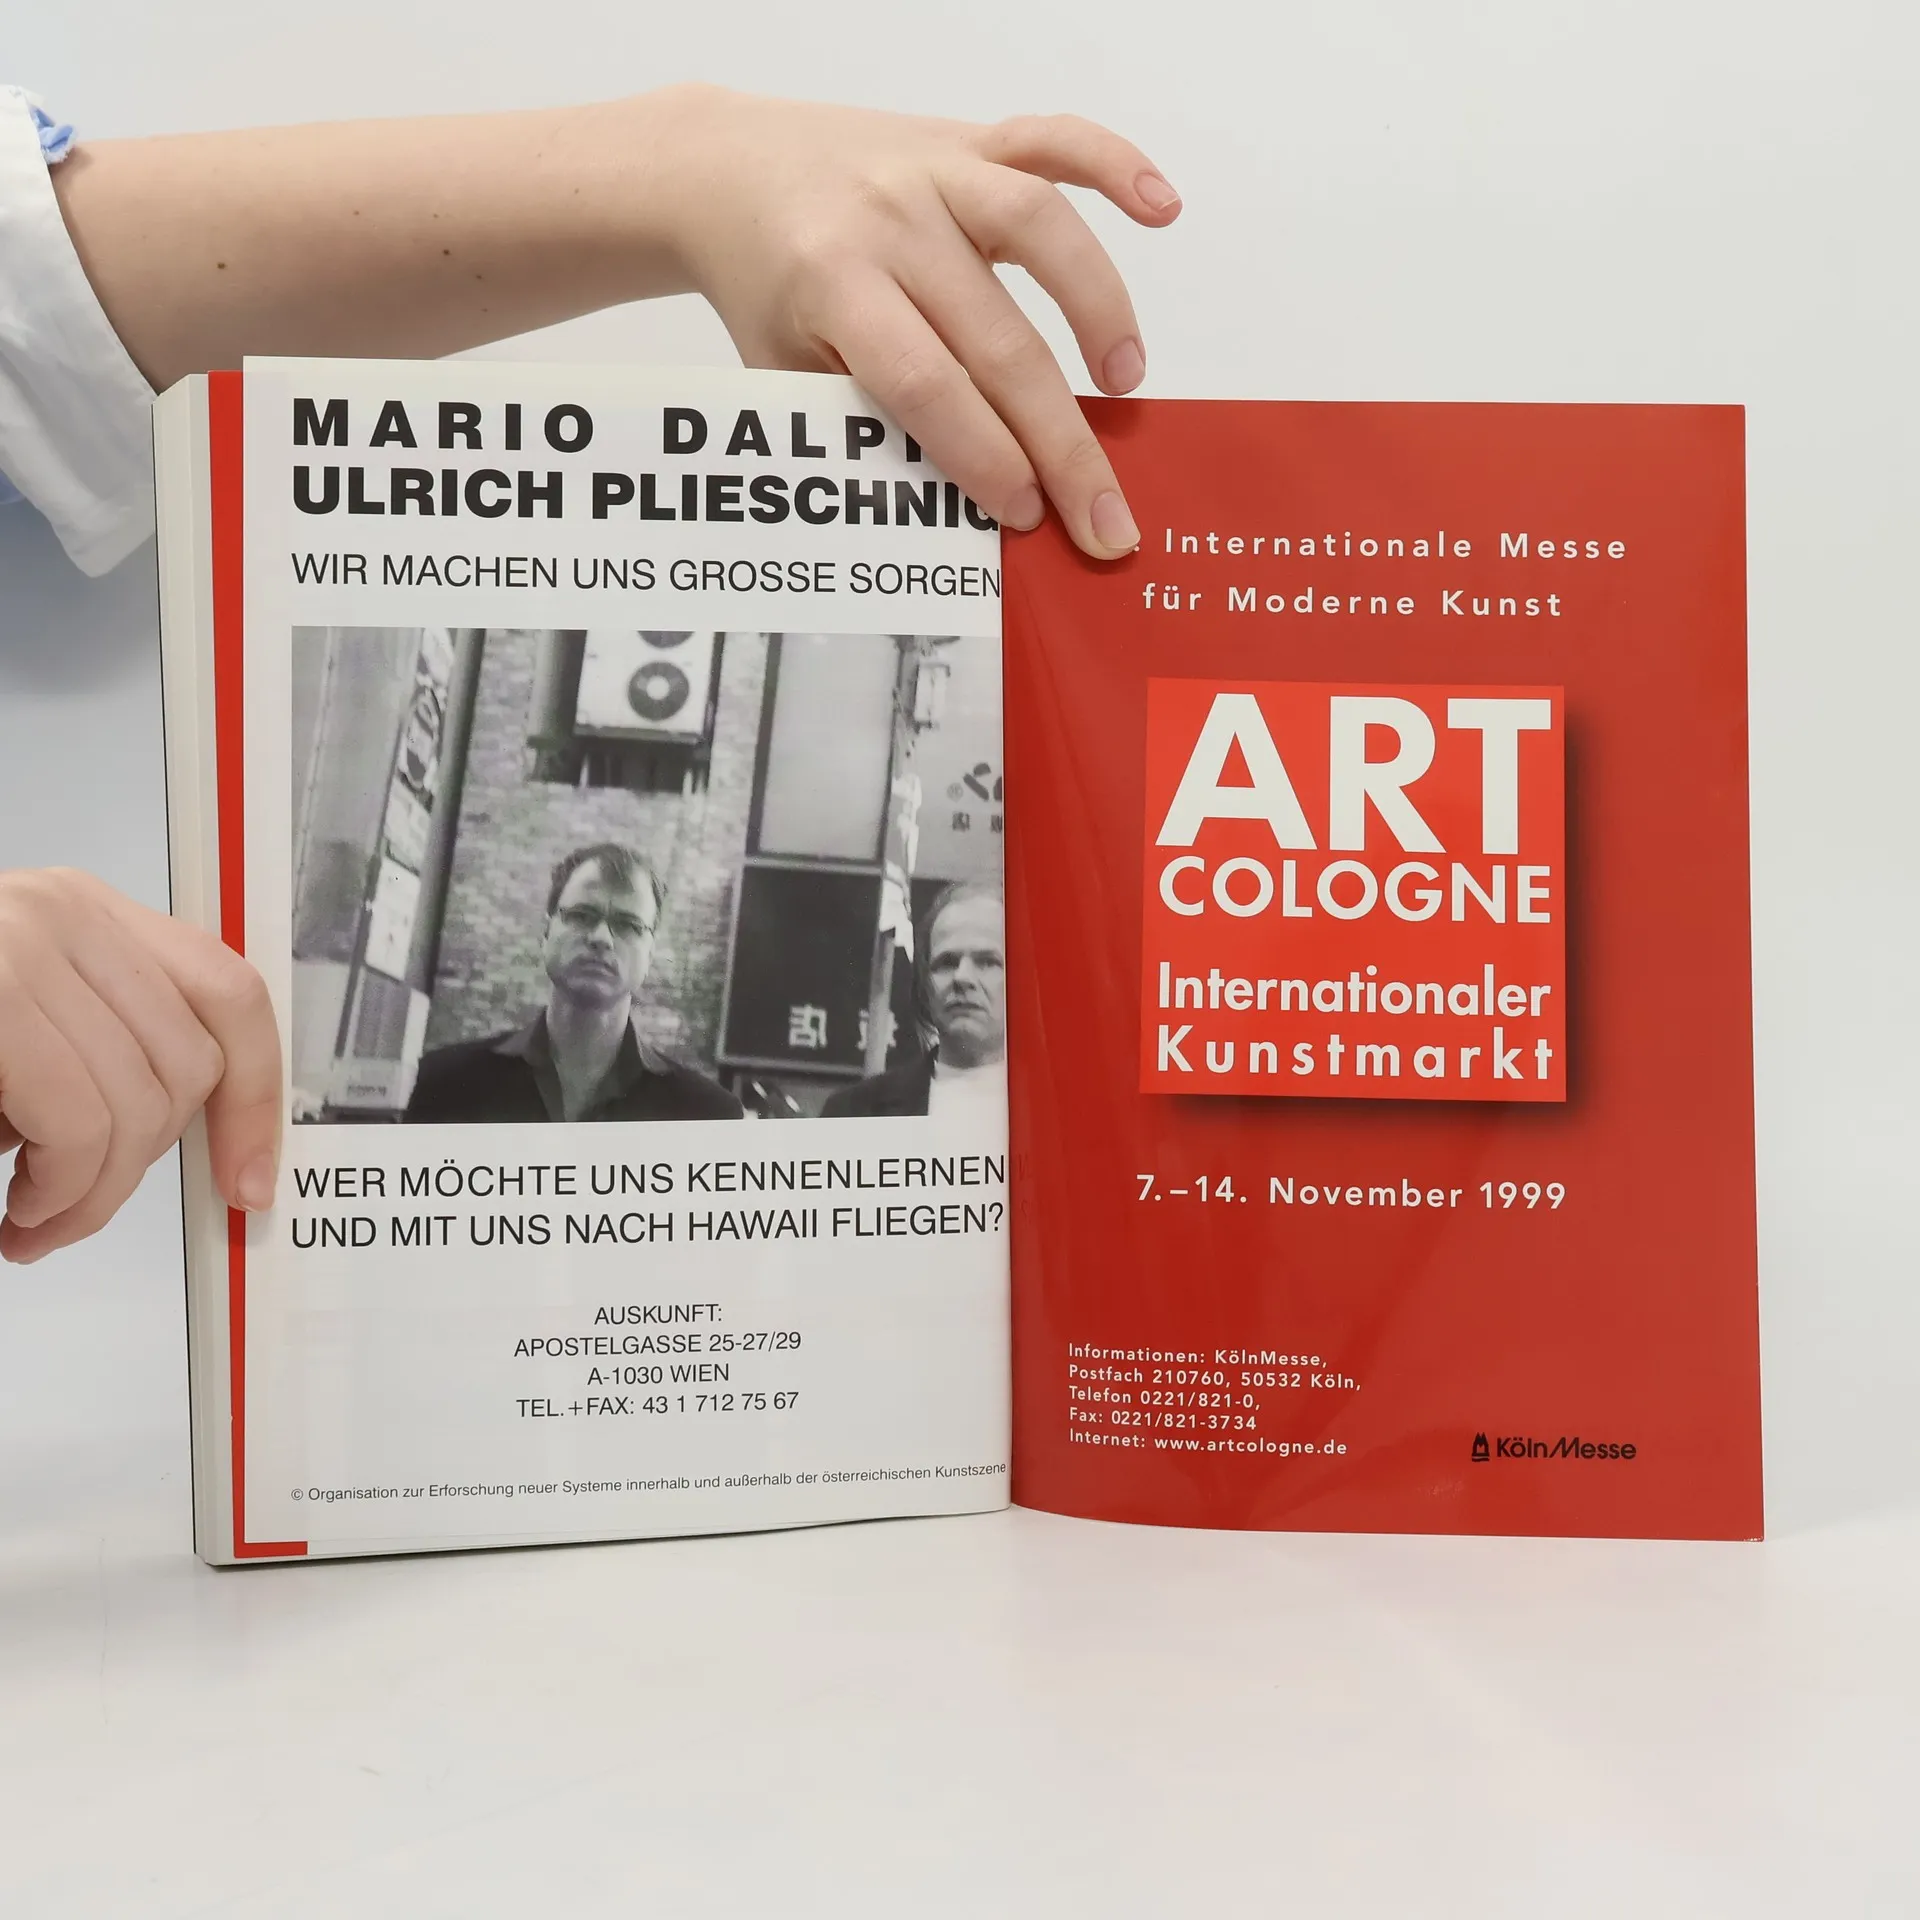 MARIO
ULRICH PLIESCHNIG
WIR MACHEN UNS GROSSE SORGEN
WER MÖCHTE UNS KENNENLERNEN
UND MIT UNS NACH HAWAII FLIEGEN?
AUSKUNFT:
APOSTELGASSE 25-27/29
A-1030 WIEN
TEL.+FAX: 43 1 712 75 67
© Organisation zur Erforschung neuer Systeme innerhalb und außerhalb der österreichischen Kunstszene
Internationale Messe
für Moderne Kunst
ART
COLOGNE
Internationaler
Kunstmarkt
7.–14. November 1999
Informationen: KölnMesse,
Postfach 210760, 50532 Köln,
Telefon 0221/821-0,
Fax: 0221/821-3734
Internet: www.artcologne.de
KölnMesse